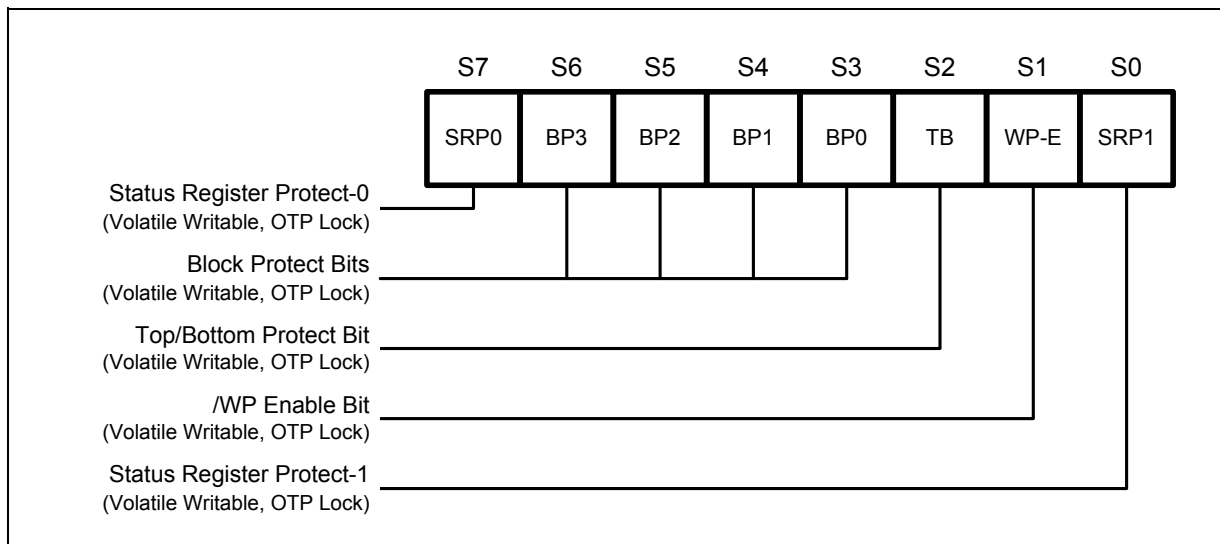 S7 S6 S5 S4 S3 S2 S1 S0
SRP0 BP3 BP2 BP1 BP0 TB WP-E SRP1
Status Register Protect-0
(Volatile Writable, OTP Lock)
Block Protect Bits
(Volatile Writable, OTP Lock)
Top/Bottom Protect Bit
(Volatile Writable, OTP Lock)
/WP Enable Bit
(Volatile Writable, OTP Lock)
Status Register Protect-1
(Volatile Writable, OTP Lock)